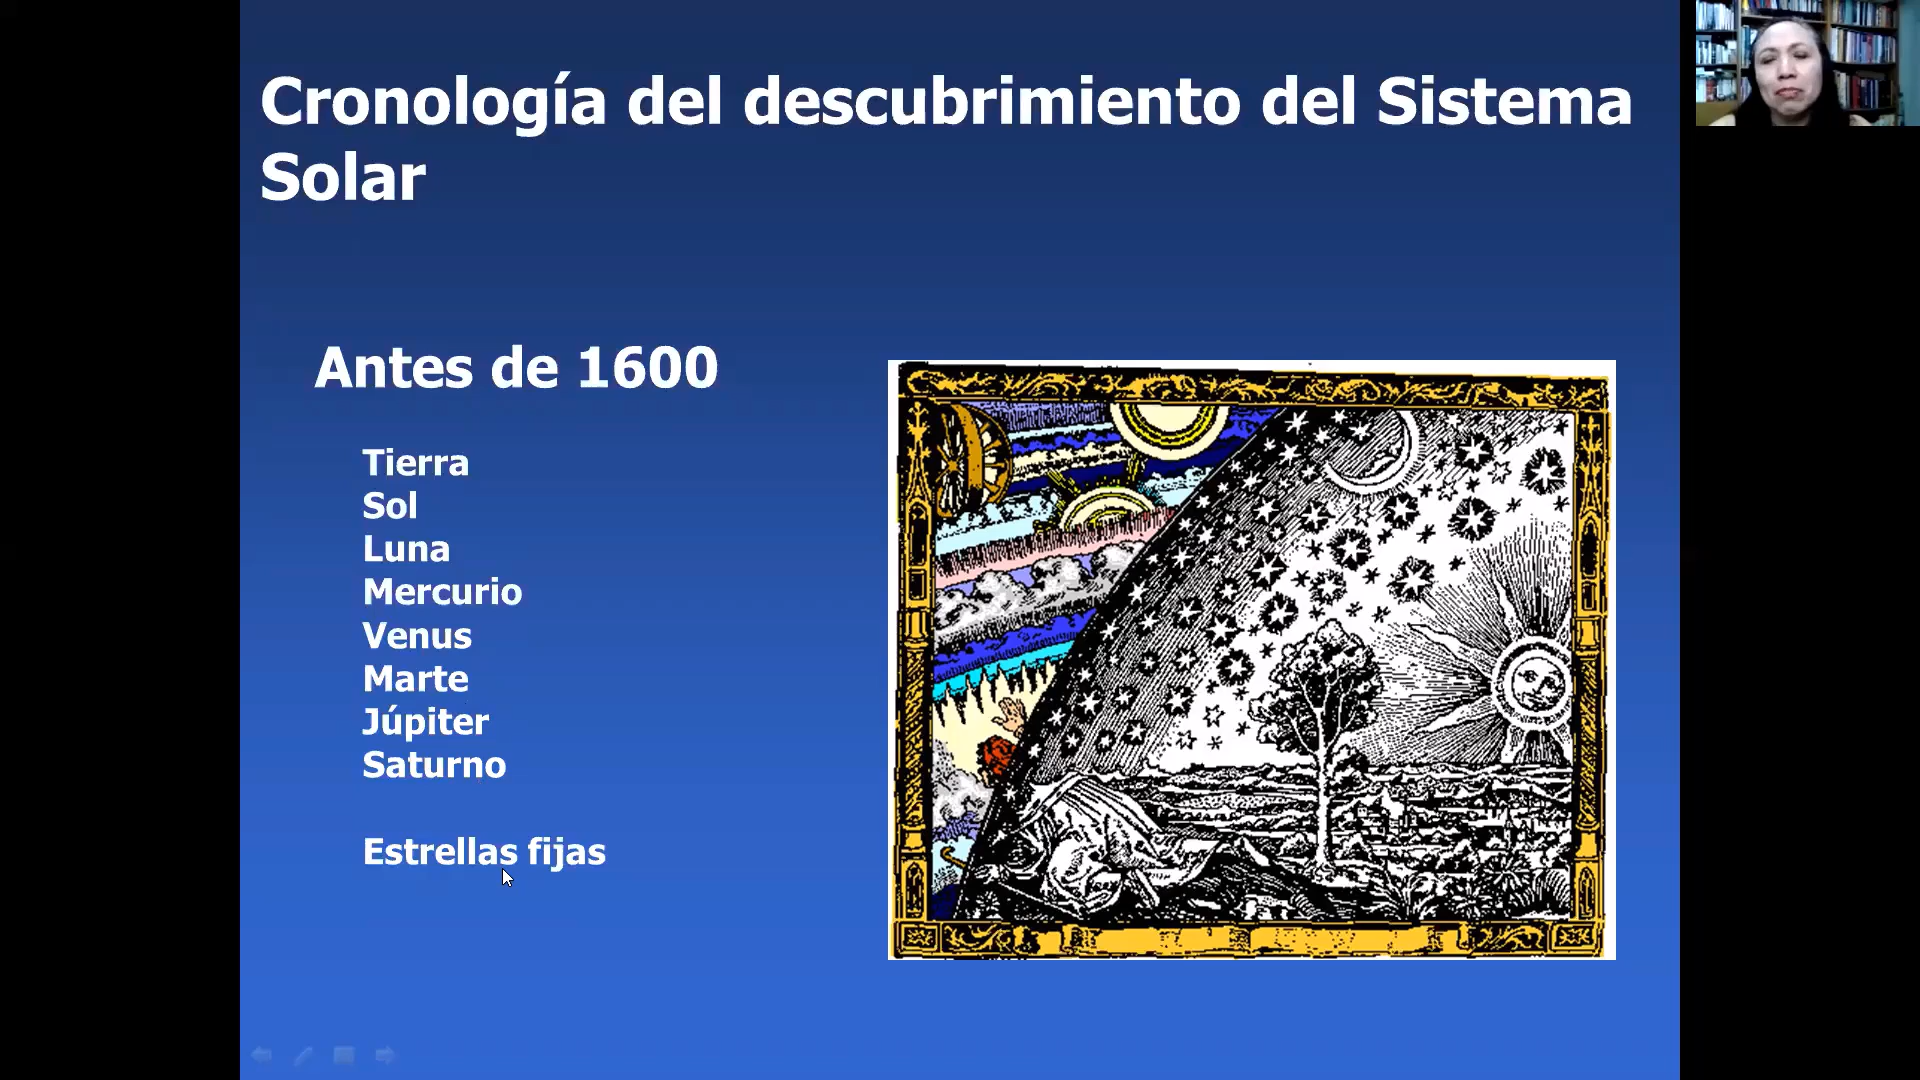 Cronología del descubrimiento del Sistema
Solar
Antes de 1600
Tierra
Sol
Luna
Mercurio
Venus
Marte
Júpiter
Saturno
Estrellas fijas